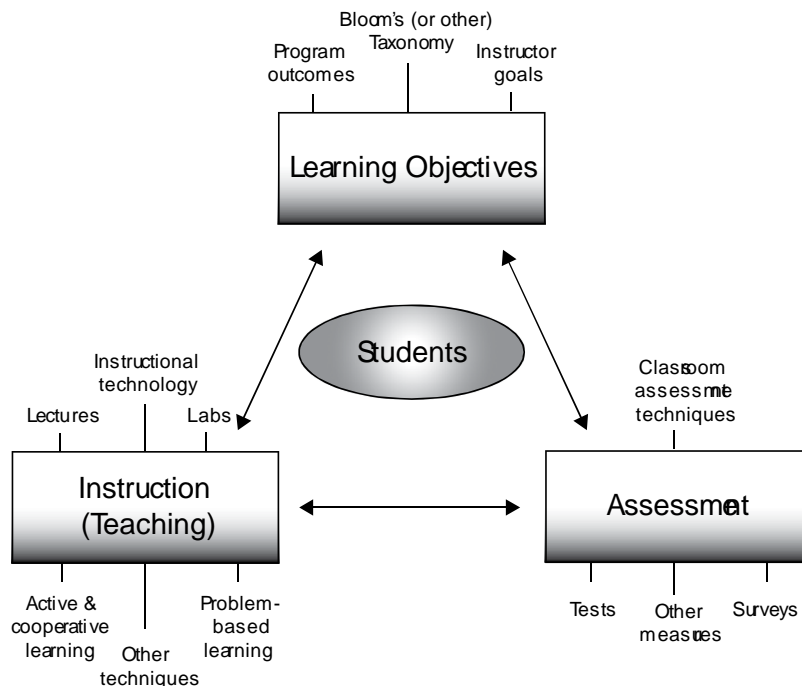 Bloom's (or other)
Taxonomy
Program
outcomes
Instructor
goals
Learning Objectives
Students
Instructional
technology
Lectures
Labs
Instruction
(Teaching)
Active &
cooperative
learning
Other
techniques
Problem-
based
learning
Classroom
assessment
techniques
Assessment
Tests
Other
measures
Surveys